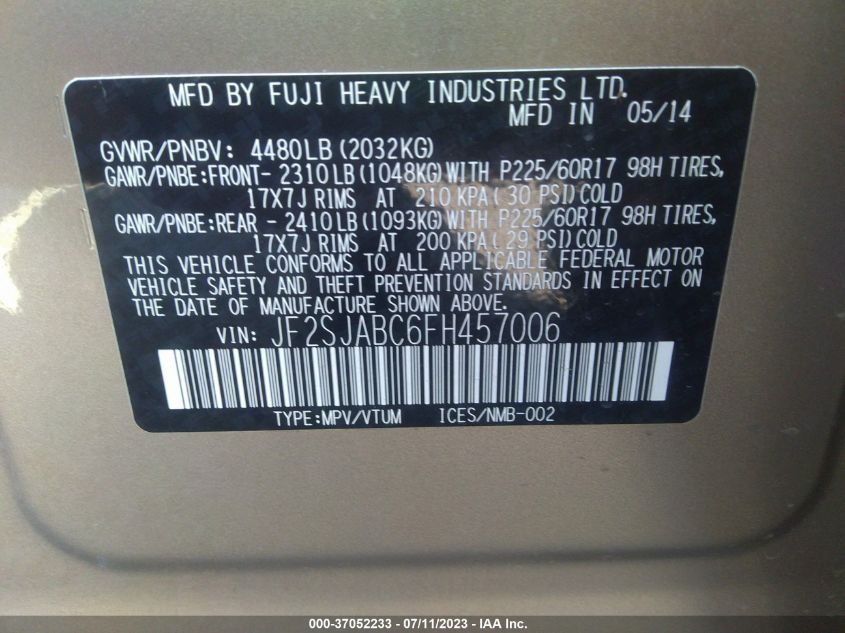 MFD BY FUJI HEAVY INDUSTRIES LTD.
MFD IN 05/14
GVWR/PNBV: 4480LB(2032KG)
GAWR/PNBE:FRONT- 2310LB(1048KG)WITH P225/60R17 98H TIRES,
17X7J RIMS AT 210 KPA(30 PSI)COLD
GAWR/PNBE:REAR - 2410LB(1093KG)WITH P225/60R17 98H TIRES,
17X7J RIMS AT 200 KPA(29 PSI)COLD
THIS VEHICLE CONFORMS TO ALL APPLICABLE FEDERAL MOTOR
VEHICLE SAFETY AND THEFT PREVENTION STANDARDS IN EFFECT ON
THE DATE OF MANUFACTURE SHOWN ABOVE.
VIN: JF2SJABC6FH457006
TYPE:MPV/VTUM ICES/NMB-002
000-37052233 - 07/11/2023 - IAA Inc.